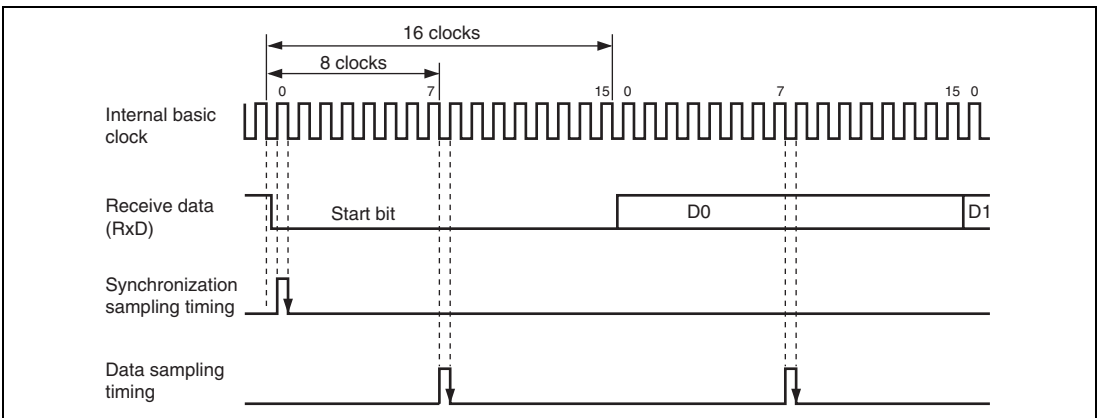 16 clocks
8 clocks
0 7 15 0 7 15 0
Internal basic
clock
Receive data
(RxD)
Start bit D0 D1
Synchronization
sampling timing
Data sampling
timing